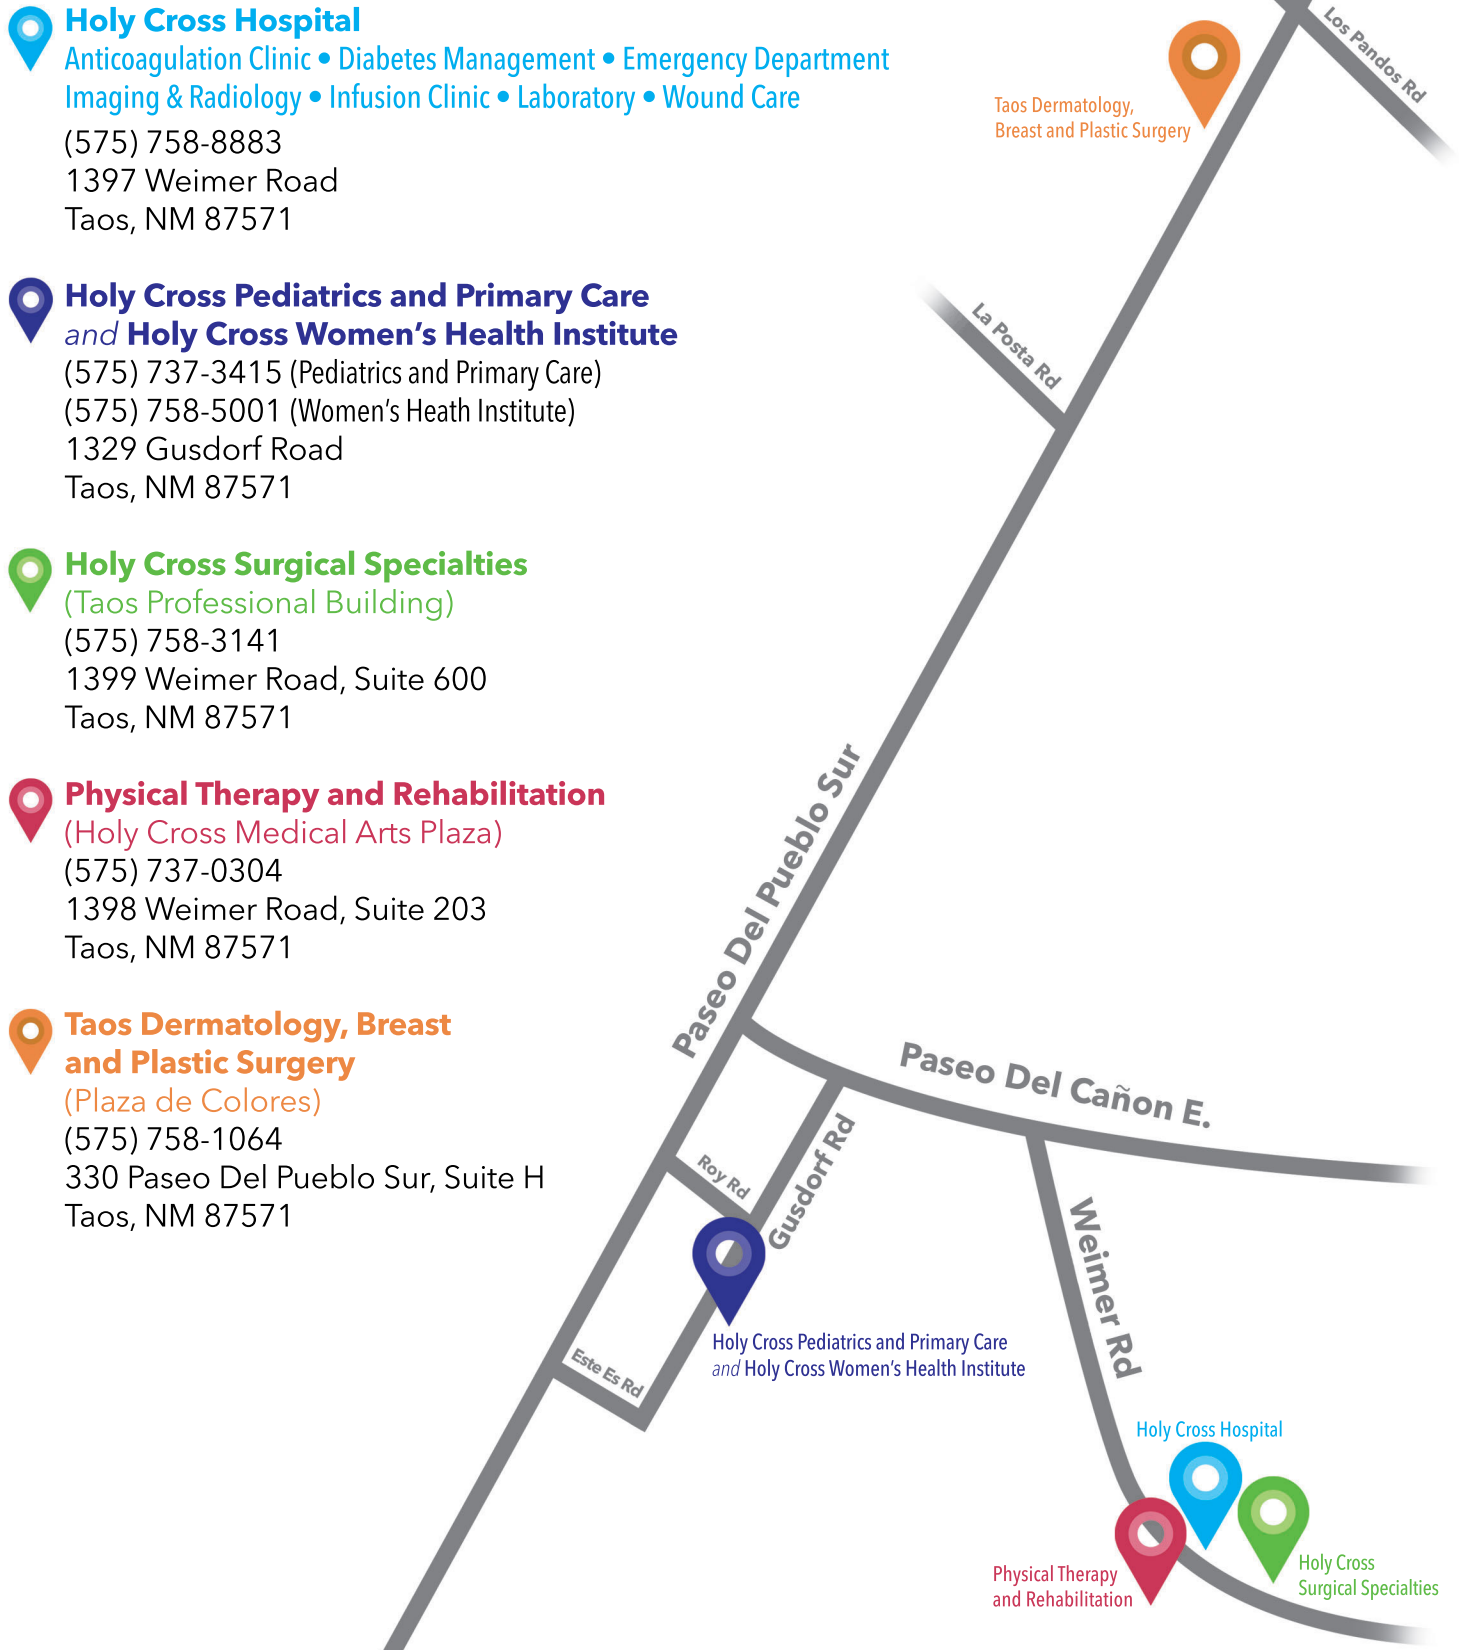 Holy Cross Hospital
Anticoagulation Clinic • Diabetes Management • Emergency Department
Imaging & Radiology • Infusion Clinic • Laboratory • Wound Care
(575) 758-8883
1397 Weimer Road
Taos, NM 87571
Holy Cross Pediatrics and Primary Care
and Holy Cross Women’s Health Institute
(575) 737-3415 (Pediatrics and Primary Care)
(575) 758-5001 (Women’s Heath Institute)
1329 Gusdorf Road
Taos, NM 87571
Holy Cross Surgical Specialties
(Taos Professional Building)
(575) 758-3141
1399 Weimer Road, Suite 600
Taos, NM 87571
Physical Therapy and Rehabilitation
(Holy Cross Medical Arts Plaza)
(575) 737-0304
1398 Weimer Road, Suite 203
Taos, NM 87571
Taos Dermatology, Breast
and Plastic Surgery
(Plaza de Colores)
(575) 758-1064
330 Paseo Del Pueblo Sur, Suite H
Taos, NM 87571
Los Pandos Rd
Taos Dermatology,
Breast and Plastic Surgery
La Posta Rd
Paseo Del Pueblo Sur
Paseo Del Cañon E.
Roy Rd
Gusdorf Rd
Weimer Rd
Holy Cross Pediatrics and Primary Care
and Holy Cross Women’s Health Institute
Este Es Rd
Holy Cross Hospital
Physical Therapy
and Rehabilitation
Holy Cross
Surgical Specialties